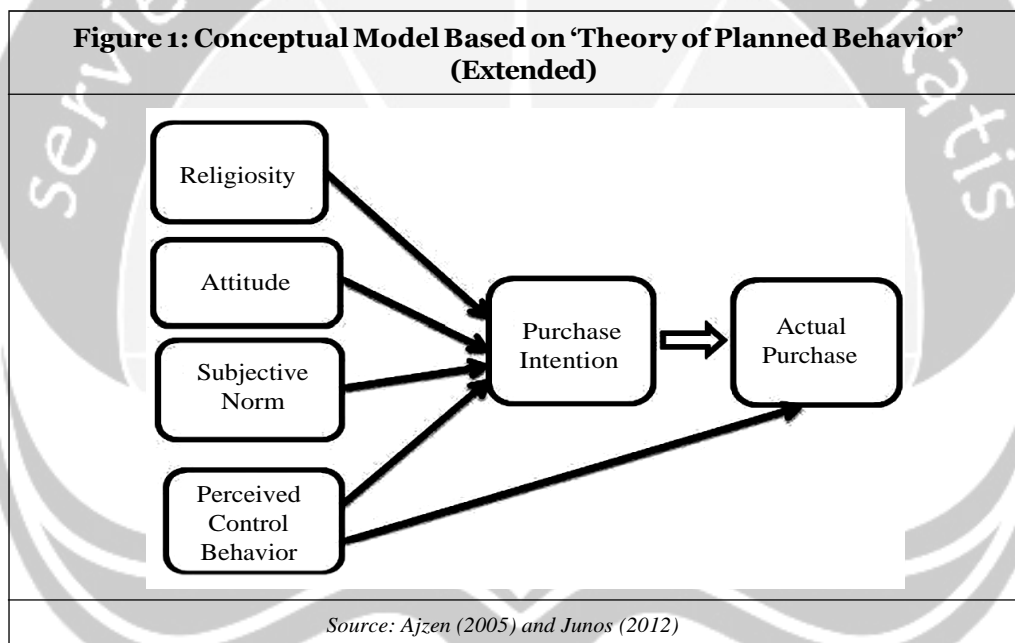 Figure 1: Conceptual Model Based on ‘Theory of Planned Behavior’
(Extended)
Religiosity
Attitude
Subjective
Norm
Perceived
Control
Behavior
Purchase
Intention
Actual
Purchase
Source: Ajzen (2005) and Junos (2012)